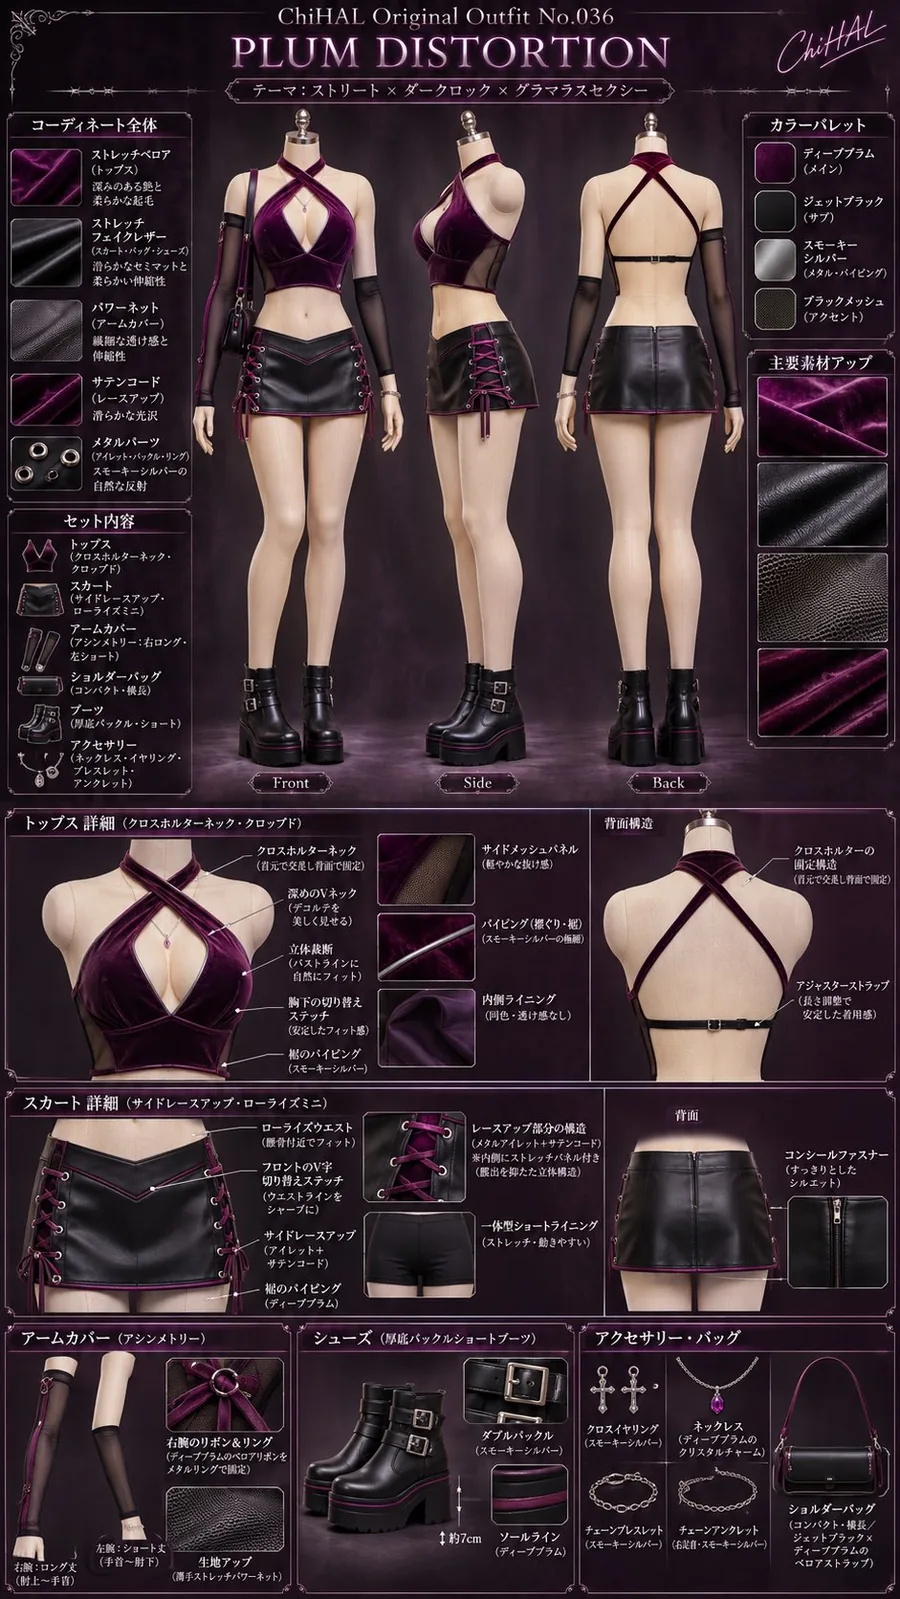 ChiHAL Original Outfit No.036
PLUM DISTORTION
ChiHAL
テーマ：ストリート × ダークロック × グラマラスセクシー
コーディネート全体
ストレッチベロア
(トップス)
深みのある艶と
柔らかな起毛
ストレッチ
フェイクレザー
(スカート・バッグ・シューズ)
滑らかなセミマットと
柔らかい伸縮性
パワーネット
(アームカバー)
繊細な透け感と
伸縮性
サテンコード
(レースアップ)
滑らかな光沢
メタルパーツ
(アイレット・バックル・リング)
スモーキーシルバーの
自然な反射
セット内容
トップス
(クロスホルターネック・
クロップド)
スカート
(サイドレースアップ・
ローライズミニ)
アームカバー
(アシンメトリー：右ロング・
左ショート)
ショルダーバッグ
(コンパクト・横長)
ブーツ
(厚底バックル・ショート)
アクセサリー
(ネックレス・イヤリング・
ブレスレット・
アンクレット)
Front
Side
Back
カラーパレット
ディーププラム
(メイン)
ジェットブラック
(サブ)
スモーキー
シルバー
(メタル・パイピング)
ブラックメッシュ
(アクセント)
主要素材アップ
トップス 詳細 (クロスホルターネック・クロップド)
クロスホルターネック
深めのVネック
(デコルテを
美しく見せる)
立体裁断
(バストラインに
自然にフィット)
胸下の切り替え
ステッチ
(安定したフィット感)
裾のパイピング
(スモーキーシルバー)
サイドメッシュパネル
(軽やかな抜け感)
パイピング(襟ぐり・裾)
(スモーキーシルバーの極細)
内側ライニング
(同色・透け感なし)
背面構造
クロスホルターの
固定構造
アジャスターストラップ
(長さ調整で
安定した着用感)
スカート 詳細 (サイドレースアップ・ローライズミニ)
ローライズウエスト
(腰骨付近でフィット)
フロントのV字
切り替えステッチ
(ウエストラインを
シャープに)
サイドレースアップ
(アイレット＋
サテンコード)
裾のパイピング
(ディーププラム)
レースアップ部分の構造
(メタルアイレット＋サテンコード)
※内側にストレッチパネル付き
(露出を抑えた立体構造)
一体型ショートライニング
(ストレッチ・動きやすい)
背面
コンシールファスナー
(すっきりとした
シルエット)
アームカバー (アシンメトリー)
右腕：ロング丈
(肘上〜手首)
左腕：ショート丈
(手首〜肘下)
右腕のリボン＆リング
(ディーププラムのベロアリボンを
メタルリングで固定)
生地アップ
(薄手ストレッチパワーネット)
シューズ (厚底バックルショートブーツ)
約7cm
ダブルバックル
(スモーキーシルバー)
ソールライン
(ディーププラム)
アクセサリー・バッグ
クロスイヤリング
(スモーキーシルバー)
ネックレス
(ディーププラムの
クリスタルチャーム)
チェーンブレスレット
(スモーキーシルバー)
チェーンアンクレット
ショルダーバッグ
(コンパクト・横長／
ジェットブラック×
ディーププラムの
ベロアストラップ)